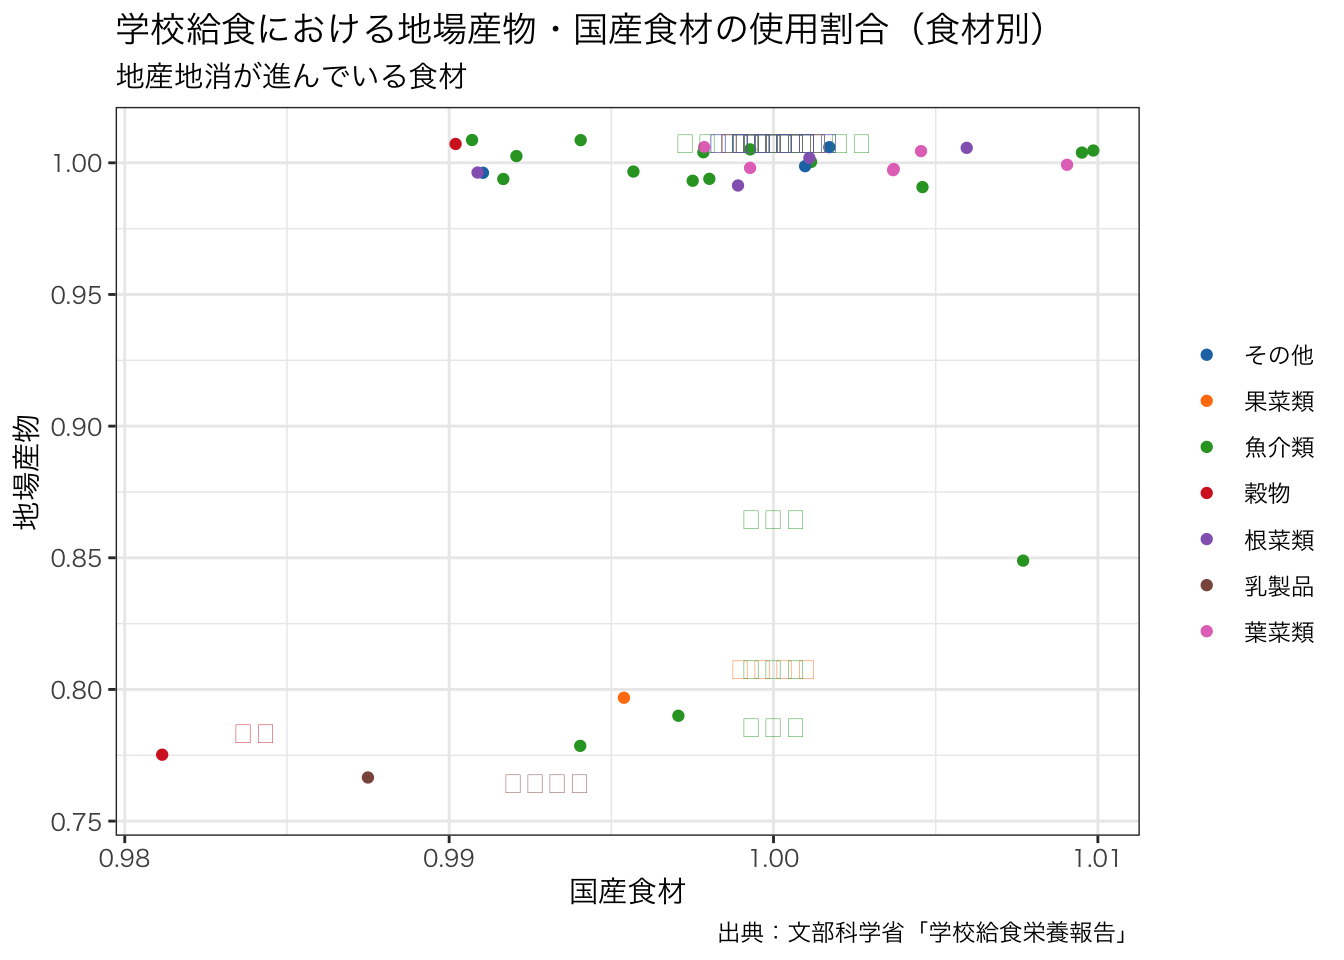 学校給食における地場産物・国産食材の使用割合（食材別）
地産地消が進んでいる食材
1.00
0.95
0.90
0.85
0.80
0.75
地場産物
0.98 0.99 1.00 1.01
国産食材
その他
果菜類
魚介類
穀物
根菜類
乳製品
葉菜類
出典：文部科学省「学校給食栄養報告」